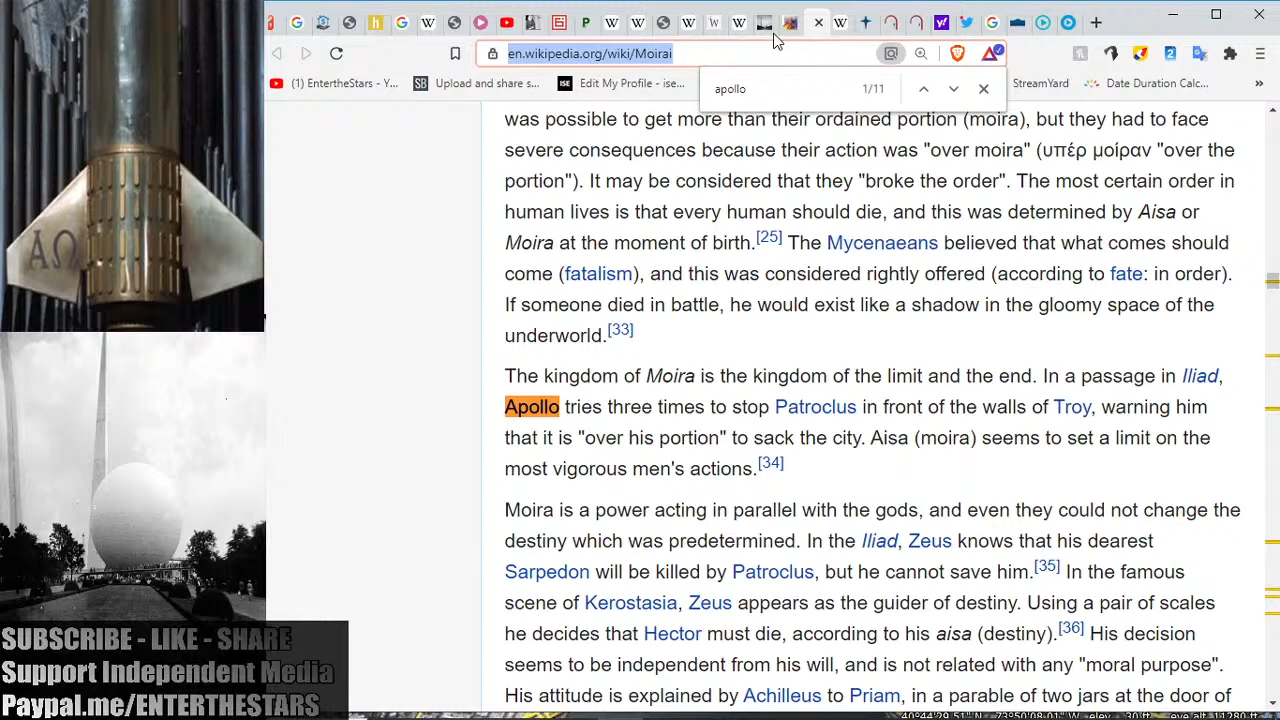 en.wikipedia.org/wiki/Moirai
2
apollo
1/11
(1) EntertheStars - Y...
SB
Upload and share s...
ISE
Edit My Profile - ise...
StreamYard
Date Duration Calc...
»
was possible to get more than their ordained portion (moira), but they had to face
severe consequences because their action was "over moira" (υπέρ μοίραν "over the
portion"). It may be considered that they "broke the order". The most certain order in
human lives is that every human should die, and this was determined by Aisa or
Moira at the moment of birth.[25] The Mycenaeans believed that what comes should
come (fatalism), and this was considered rightly offered (according to fate: in order).
If someone died in battle, he would exist like a shadow in the gloomy space of the
underworld.[33]
The kingdom of Moira is the kingdom of the limit and the end. In a passage in Iliad,
Apollo tries three times to stop Patroclus in front of the walls of Troy, warning him
that it is "over his portion" to sack the city. Aisa (moira) seems to set a limit on the
most vigorous men's actions.[34]
Moira is a power acting in parallel with the gods, and even they could not change the
destiny which was predetermined. In the Iliad, Zeus knows that his dearest
Sarpedon will be killed by Patroclus, but he cannot save him.[35] In the famous
scene of Kerostasia, Zeus appears as the guider of destiny. Using a pair of scales
he decides that Hector must die, according to his aisa (destiny).[36] His decision
seems to be independent from his will, and is not related with any "moral purpose".
His attitude is explained by Achilleus to Priam, in a parable of two jars at the door of
ΑΩ
SUBSCRIBE - LIKE - SHARE
Support Independent Media
Paypal.me/ENTERTHESTARS